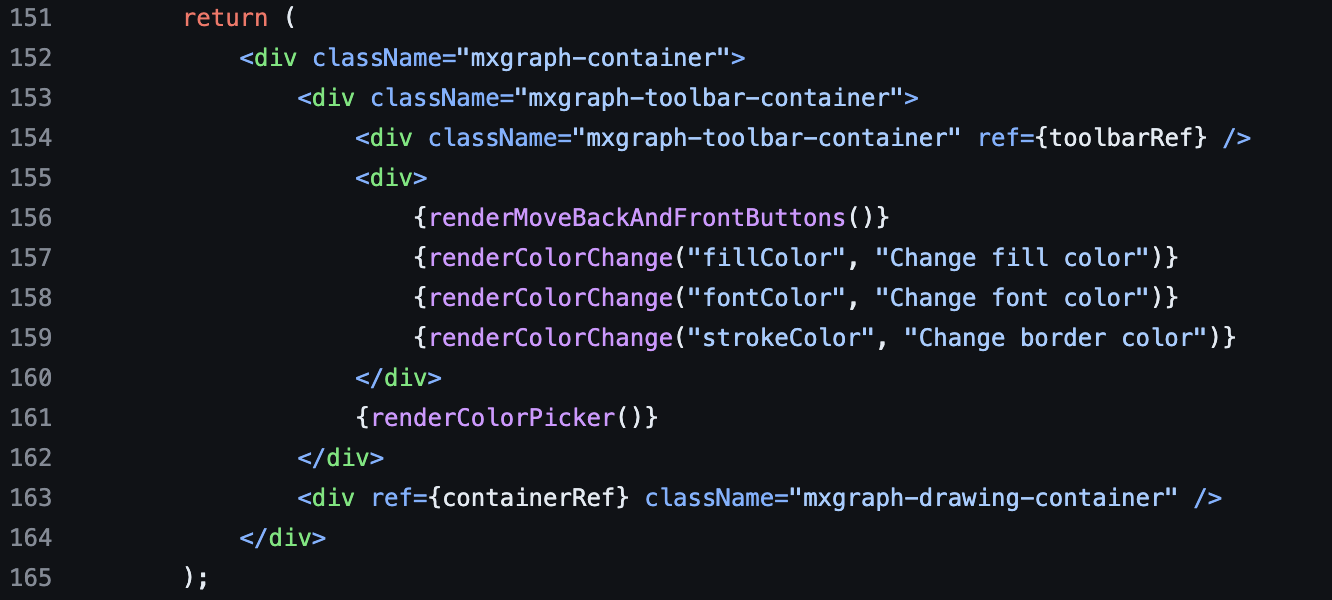 151 return (
152 <div className="mxgraph-container">
153 <div className="mxgraph-toolbar-container">
154 <div className="mxgraph-toolbar-container" ref={toolbarRef} />
155 <div>
156 {renderMoveBackAndFrontButtons()}
157 {renderColorChange("fillColor", "Change fill color")}
158 {renderColorChange("fontColor", "Change font color")}
159 {renderColorChange("strokeColor", "Change border color")}
160 </div>
161 {renderColorPicker()}
162 </div>
163 <div ref={containerRef} className="mxgraph-drawing-container" />
164 </div>
165 );